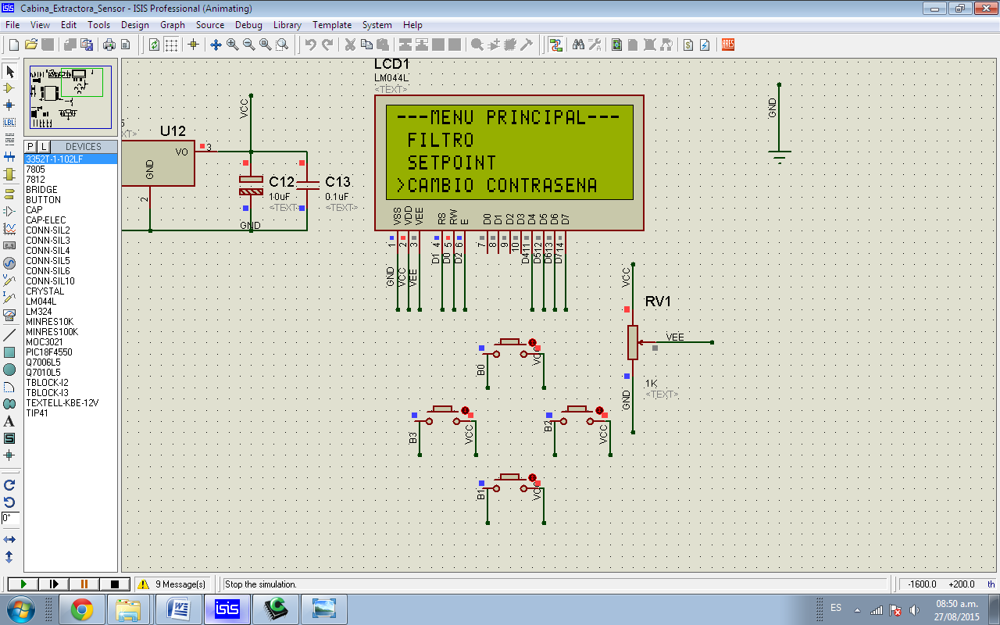 Cabina_Extractora_Sensor - ISIS Professional (Animating)
File View Edit Tools Design Graph Source Debug Library Template System Help
P L DEVICES
3352T-1-102LF
7805
7812
BRIDGE
BUTTON
CAP
CAP-ELEC
CONN-SIL2
CONN-SIL3
CONN-SIL4
CONN-SIL5
CONN-SIL6
CONN-SIL10
CRYSTAL
LM044L
LM324
MINRES10K
MINRES100K
MOC3021
PIC18F4550
Q7006L5
Q7010L5
TBLOCK-I2
TBLOCK-I3
TEXTELL-KBE-12V
TIP41
LBL
A
S
0°
U12
VO
3
GND
2
VCC
C12
10uF
<TEXT>
C13
0.1uF
<TEXT>
GND
LCD1
LM044L
<TEXT>
---MENU PRINCIPAL---
FILTRO
SETPOINT
>CAMBIO CONTRASENA
VSS VDD VEE RS RW E D0 D1 D2 D3 D4 D5 D6 D7
1 2 3 4 5 6 7 8 9 10 11 12 13 14
D1 D0 D2 D4 D5 D6 D7
GND VCC VEE
GND
VCC
RV1
VEE
1K
<TEXT>
GND
B0 VCC
B3 VCC
B2 VCC
B1 VCC
9 Message(s)
Stop the simulation.
-1600.0 +200.0 th
isis
ARES
ES
08:50 a.m.
27/08/2015